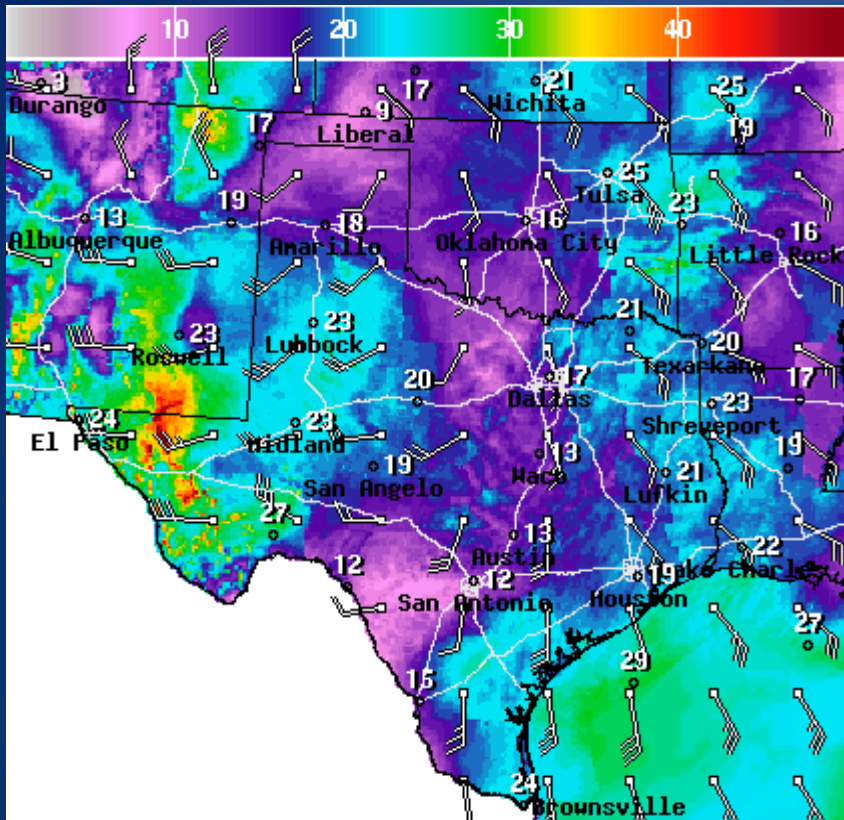 10 20 30 40
3 17 21 25
Durango Liberal 9 Wichita
17 19
25
Tulsa
13 19 18 16 23 16
Albuquerque Amarillo Oklahoma City Little Rock
23 23 21 20
Roswell Lubbock Texarkana
24 23 20 17 23 17
El Paso Midland Dallas Shreveport
19 13 21 19
San Angelo Waco Lufkin
27 13 22
Austin Lake Charl
12 12 19
San Antonio Houston
29 27
15
24
Brownsville